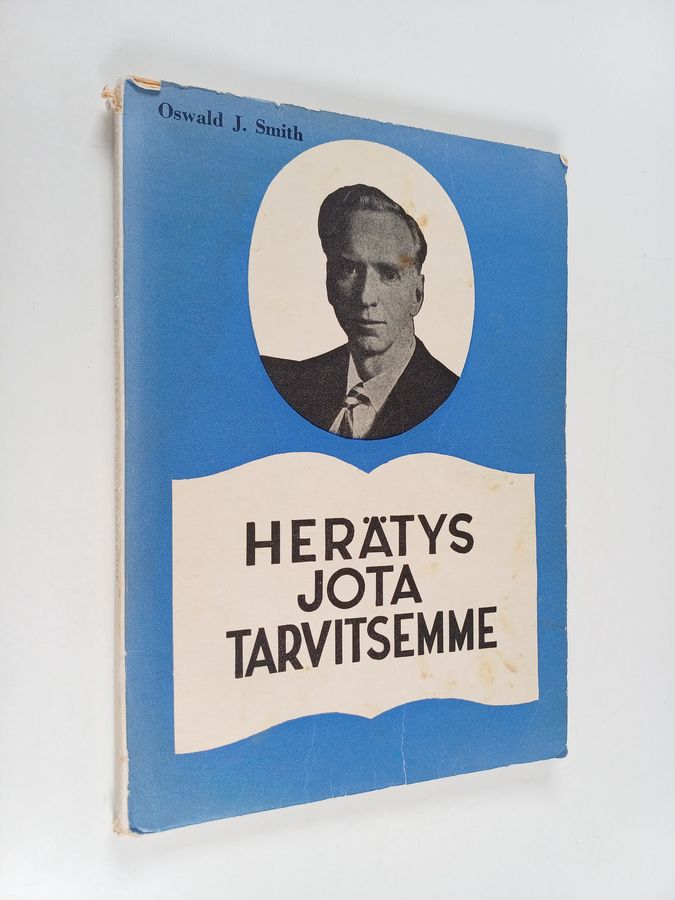 Oswald J. Smith
HERÄTYS
JOTA
TARVITSEMME